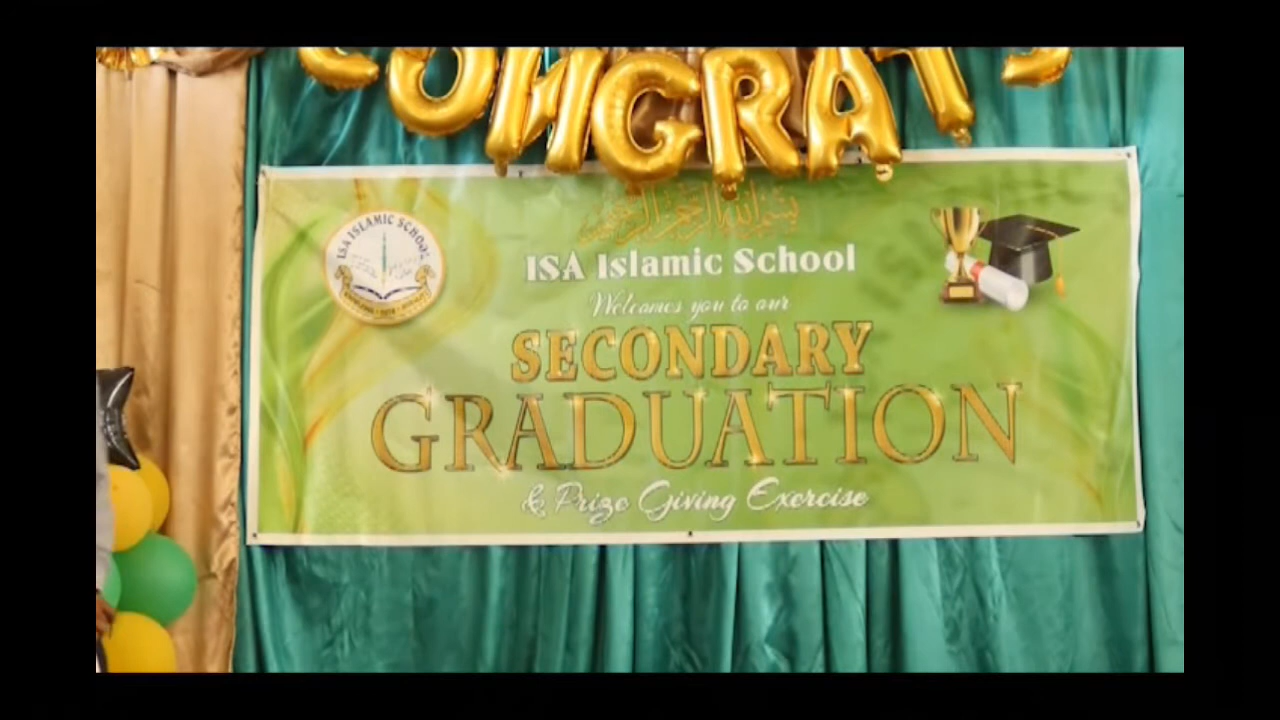 CONGRATS
بسم الله الرحمن الرحيم
ISA ISLAMIC SCHOOL
ISA Islamic School
Welcomes you to our
SECONDARY
GRADUATION
& Prize Giving Exercise